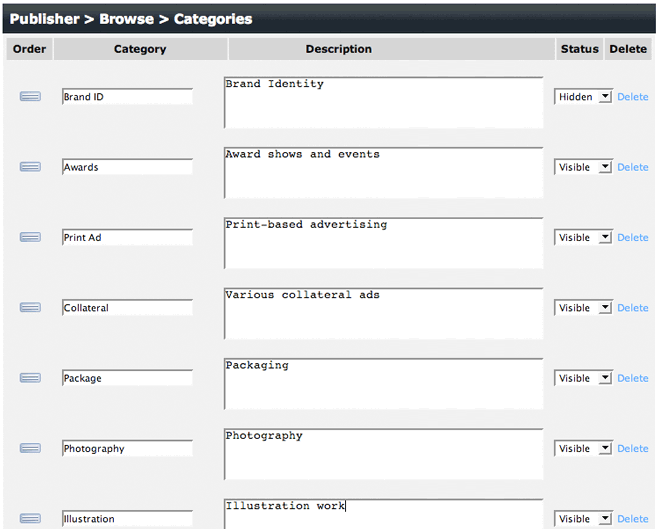 Publisher > Browse > Categories
Order Category Description Status Delete
Brand ID Brand Identity Hidden Delete
Awards Award shows and events Visible Delete
Print Ad Print-based advertising Visible Delete
Collateral Various collateral ads Visible Delete
Package Packaging Visible Delete
Photography Photography Visible Delete
Illustration Illustration work Visible Delete